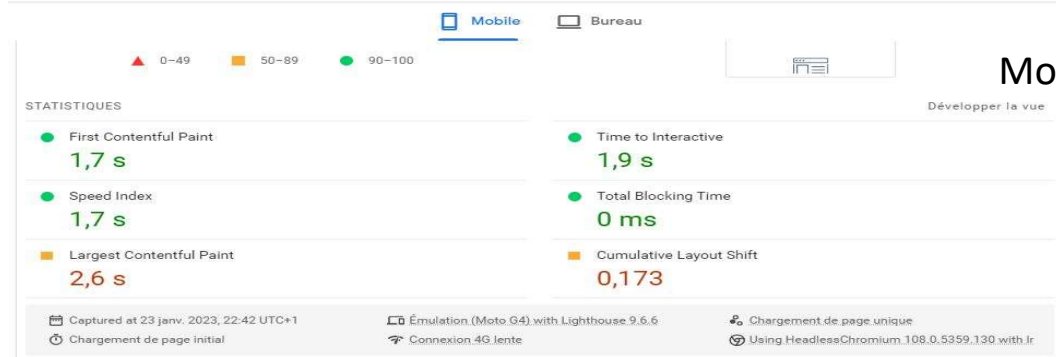 Mobile Bureau
0–49 50–89 90–100
Mo
STATISTIQUES Développer la vue
First Contentful Paint Time to Interactive
1,7 s 1,9 s
Speed Index Total Blocking Time
1,7 s 0 ms
Largest Contentful Paint Cumulative Layout Shift
2,6 s 0,173
Captured at 23 janv. 2023, 22:42 UTC+1 Émulation (Moto G4) with Lighthouse 9.6.6 Chargement de page unique
Chargement de page initial Connexion 4G lente Using HeadlessChromium 108.0.5359.130 with lr